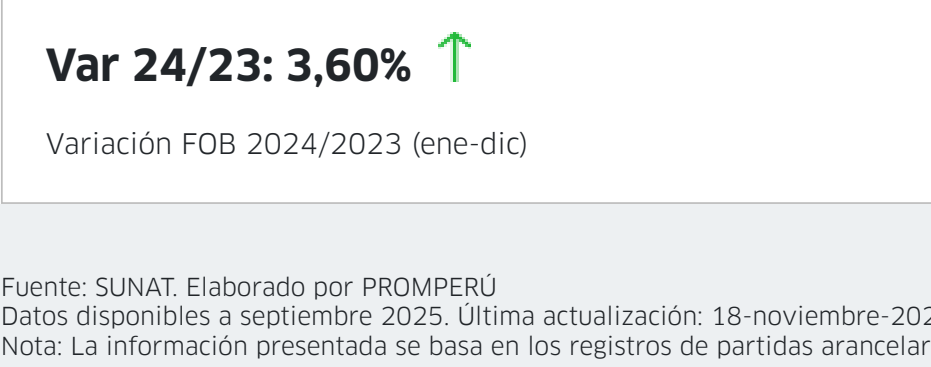 Var 24/23: 3,60%
Variación FOB 2024/2023 (ene-dic)
Fuente: SUNAT. Elaborado por PROMPERÚ
Datos disponibles a septiembre 2025. Última actualización: 18-noviembre-202
Nota: La información presentada se basa en los registros de partidas arancelar